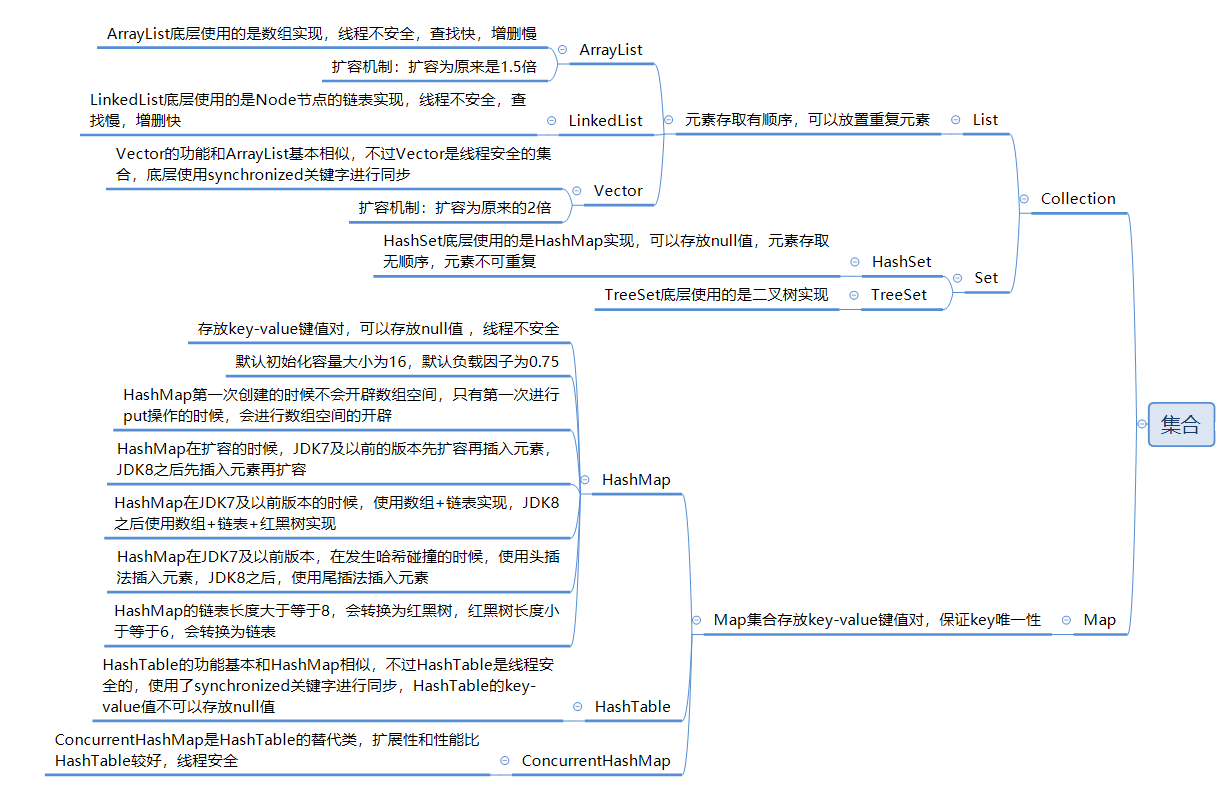 ArrayList底层使用的是数组实现，线程不安全，查找快，增删慢
ArrayList
扩容机制：扩容为原来是1.5倍
LinkedList底层使用的是Node节点的链表实现，线程不安全，查
找慢，增删快
LinkedList
元素存取有顺序，可以放置重复元素
List
Vector的功能和ArrayList基本相似，不过Vector是线程安全的集
合，底层使用synchronized关键字进行同步
Vector
扩容机制：扩容为原来的2倍
Collection
HashSet底层使用的是HashMap实现，可以存放null值，元素存取
无顺序，元素不可重复
HashSet
Set
TreeSet底层使用的是二叉树实现
TreeSet
存放key-value键值对，可以存放null值 ，线程不安全
默认初始化容量大小为16，默认负载因子为0.75
HashMap第一次创建的时候不会开辟数组空间，只有第一次进行
put操作的时候，会进行数组空间的开辟
集合
HashMap在扩容的时候，JDK7及以前的版本先扩容再插入元素，
JDK8之后先插入元素再扩容
HashMap
HashMap在JDK7及以前版本的时候，使用数组+链表实现，JDK8
之后使用数组+链表+红黑树实现
HashMap在JDK7及以前版本，在发生哈希碰撞的时候，使用头插
法插入元素，JDK8之后，使用尾插法插入元素
HashMap的链表长度大于等于8，会转换为红黑树，红黑树长度小
于等于6，会转换为链表
Map集合存放key-value键值对，保证key唯一性
Map
HashTable的功能基本和HashMap相似，不过HashTable是线程安
全的，使用了synchronized关键字进行同步，HashTable的key-
value值不可以存放null值
HashTable
ConcurrentHashMap是HashTable的替代类，扩展性和性能比
HashTable较好，线程安全
ConcurrentHashMap